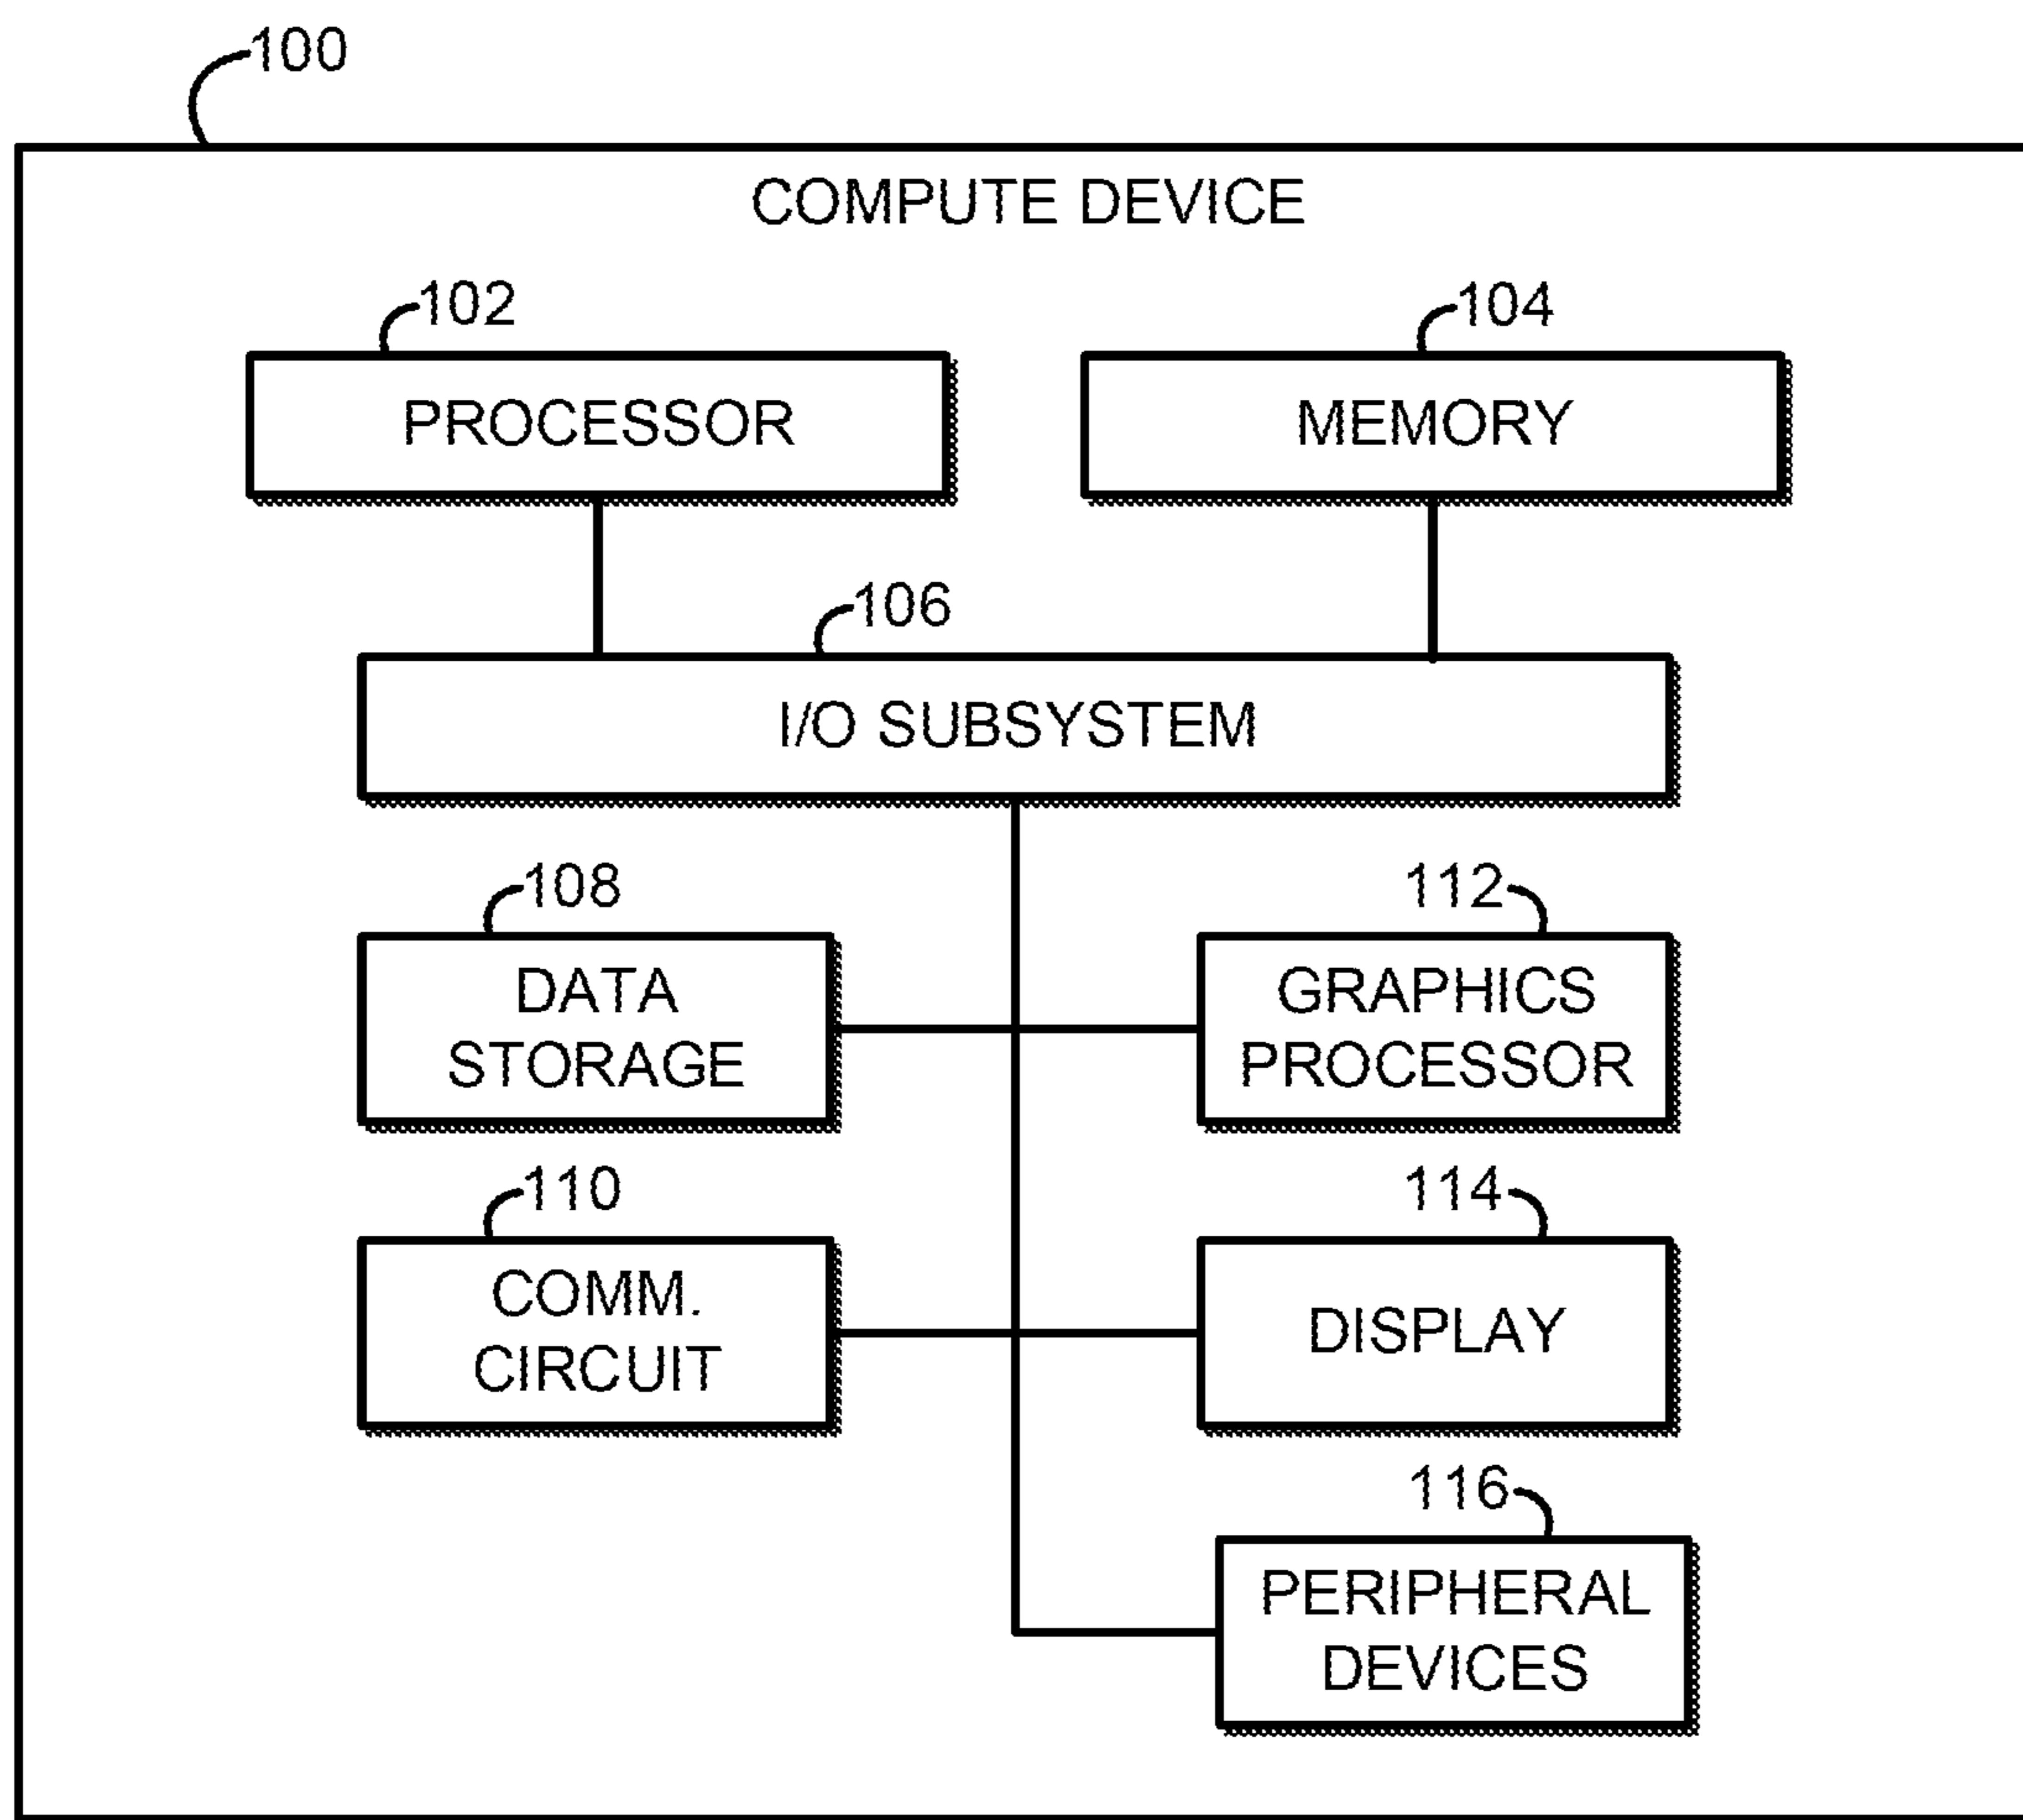 100
COMPUTE DEVICE
102
PROCESSOR
104
MEMORY
106
I/O SUBSYSTEM
108
DATA
STORAGE
112
GRAPHICS
PROCESSOR
110
COMM.
CIRCUIT
114
DISPLAY
116
PERIPHERAL
DEVICES